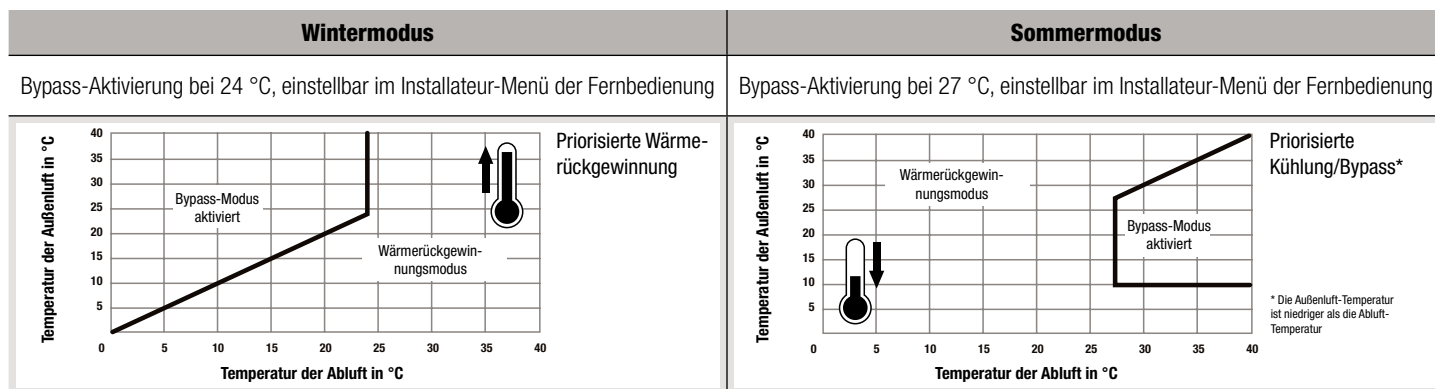 Wintermodus
Sommermodus
Bypass-Aktivierung bei 24 °C, einstellbar im Installateur-Menü der Fernbedienung
Bypass-Aktivierung bei 27 °C, einstellbar im Installateur-Menü der Fernbedienung
Temperatur der Außenluft in °C
40
35
30
25
20
15
10
5
Bypass-Modus
aktiviert
Wärmerückgewin-
nungsmodus
0 5 10 15 20 25 30 35 40
Temperatur der Abluft in °C
Priorisierte Wärme-
rückgewinnung
Temperatur der Außenluft in °C
40
35
30
25
20
15
10
5
Wärmerückgewin-
nungsmodus
Bypass-Modus
aktiviert
0 5 10 15 20 25 30 35 40
Temperatur der Abluft in °C
Priorisierte
Kühlung/Bypass*
* Die Außenluft-Temperatur
ist niedriger als die Abluft-
Temperatur